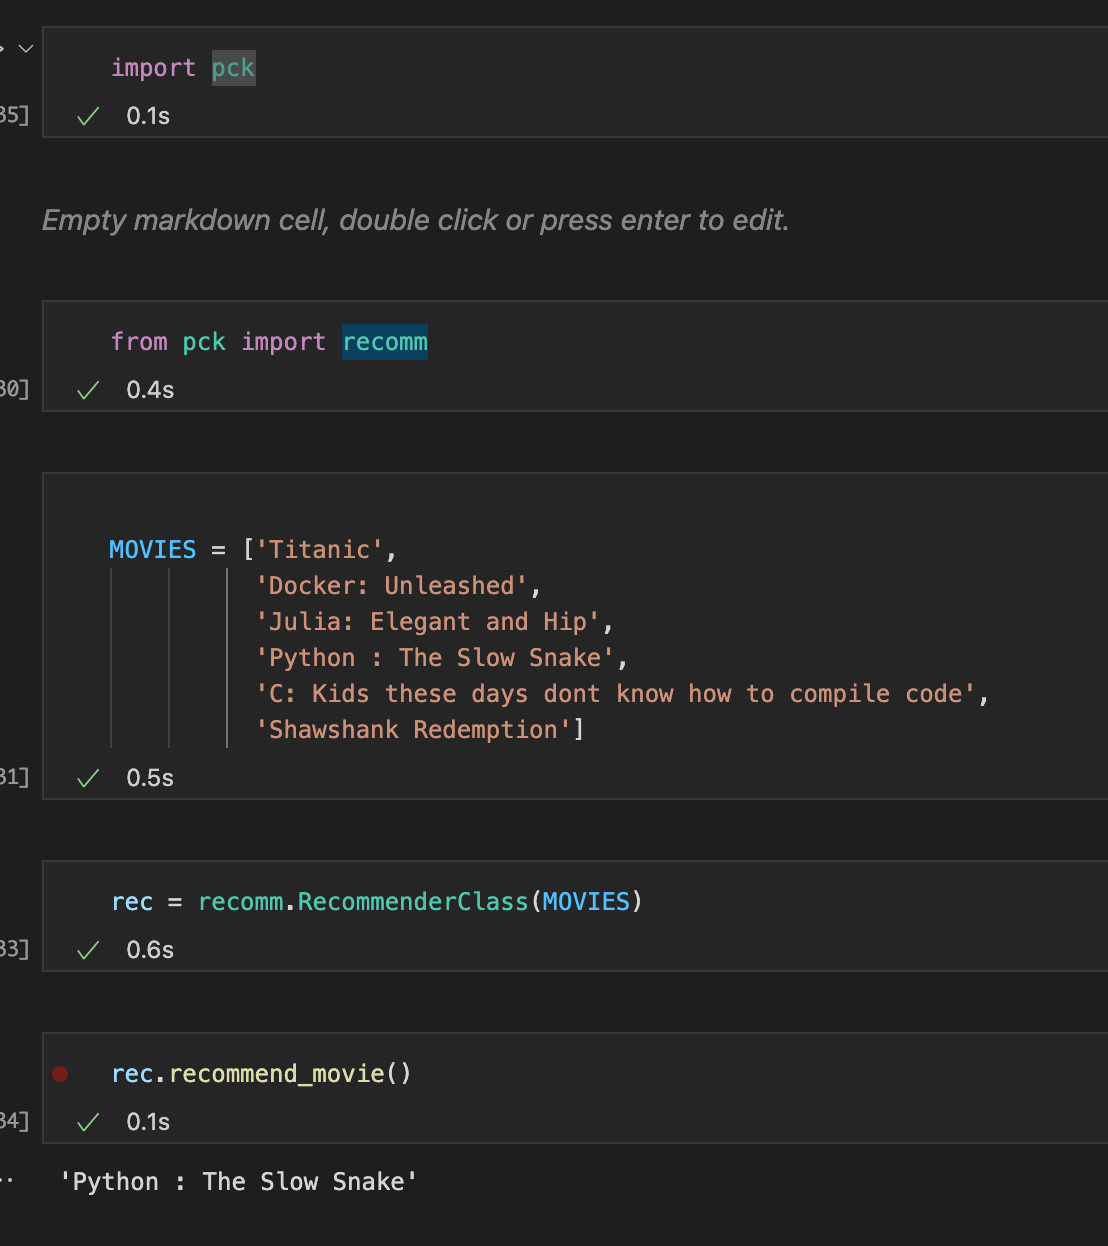 import pck
35]
0.1s
Empty markdown cell, double click or press enter to edit.
from pck import recomm
30]
0.4s
MOVIES = ['Titanic',
'Docker: Unleashed',
'Julia: Elegant and Hip',
'Python : The Slow Snake',
'C: Kids these days dont know how to compile code',
'Shawshank Redemption']
31]
0.5s
rec = recomm.RecommenderClass(MOVIES)
33]
0.6s
rec.recommend_movie()
34]
0.1s
'Python : The Slow Snake'